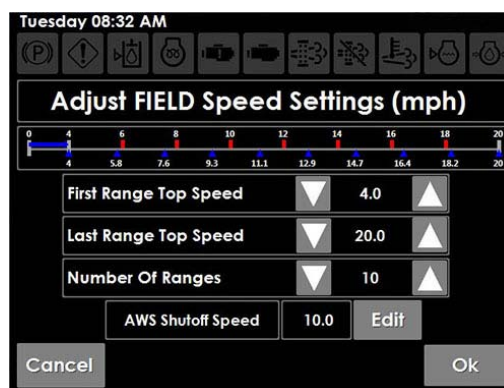 Tuesday 08:32 AM
Adjust FIELD Speed Settings (mph)
0 4 6 8 10 12 14 16 18 20
4 5.8 7.6 9.3 11.1 12.9 14.7 16.4 18.2 20
First Range Top Speed 4.0
Last Range Top Speed 20.0
Number Of Ranges 10
AWS Shutoff Speed 10.0 Edit
Cancel Ok